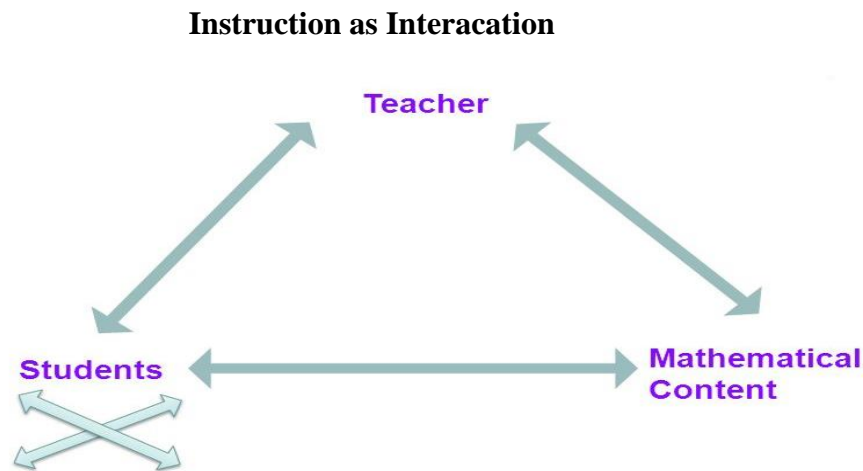 Instruction as Interacation
Teacher
Students
Mathematical
Content